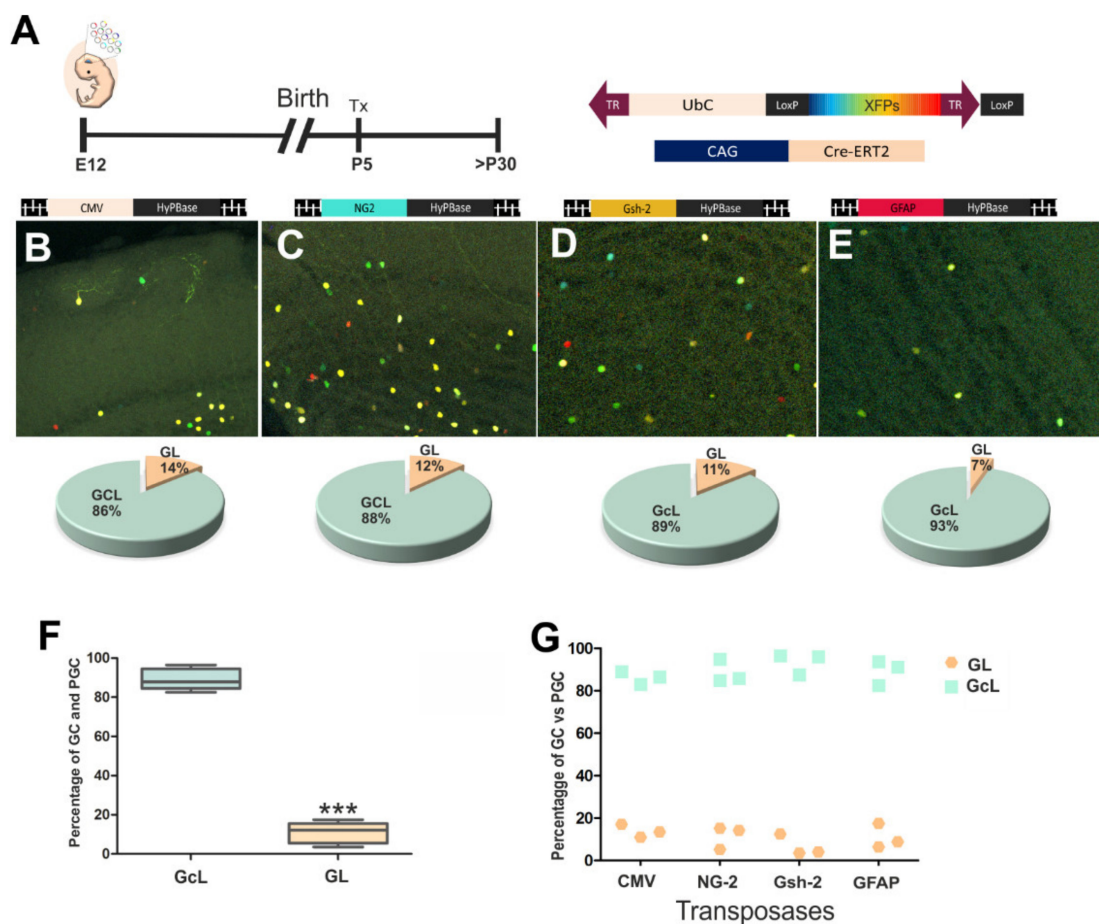 A
Birth
Tx
E12
P5
>P30
TR
UbC
LoxP
XFPs
TR
LoxP
CAG
Cre-ERT2
CMV
HyPBase
NG2
HyPBase
Gsh-2
HyPBase
GFAP
HyPBase
B
C
D
E
GL
14%
GCL
86%
GL
12%
GCL
88%
GL
11%
GcL
89%
GL
7%
GcL
93%
F
Percentage of GC and PGC
100
80
60
40
20
0
***
GcL
GL
G
Percentagge of GC vs PGC
100
80
60
40
20
0
GL
GcL
CMV
NG-2
Gsh-2
GFAP
Transposases